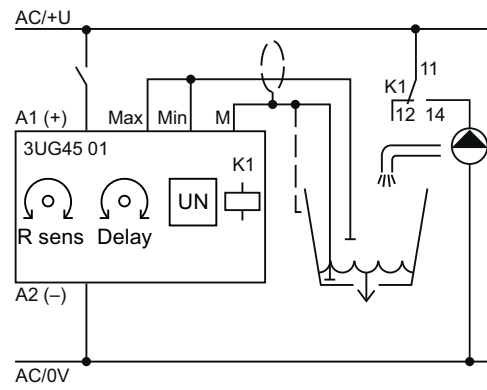 AC/+U
11
K1
12 14
A1 (+) Max Min M
3UG45 01
K1
UN
R sens Delay
A2 (–)
AC/0V